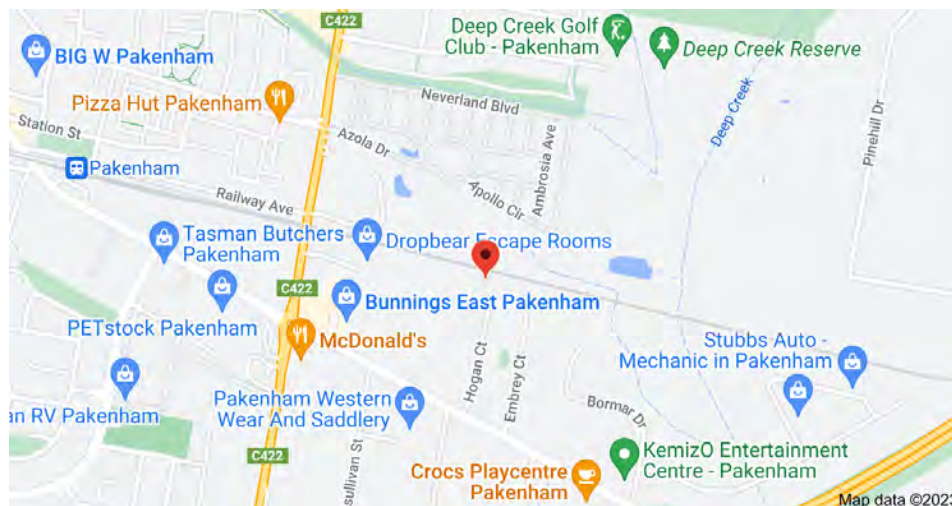 C422
Deep Creek Golf
Club - Pakenham
Deep Creek Reserve
BIG W Pakenham
Pizza Hut Pakenham
Neverland Blvd
Station St
Azola Dr
Ambrosia Ave
Deep Creek
Pinehill Dr
Pakenham
Apollo Cir
Railway Ave
Tasman Butchers
Pakenham
Dropbear Escape Rooms
C422
Bunnings East Pakenham
PETstock Pakenham
McDonald's
Stubbs Auto -
Mechanic in Pakenham
Hogan Ct
Embrey Ct
an RV Pakenham
Pakenham Western
Wear And Saddlery
Bormar Dr
C422
sullivan St
KemizO Entertainment
Centre - Pakenham
Crocs Playcentre
Pakenham
Map data ©2023